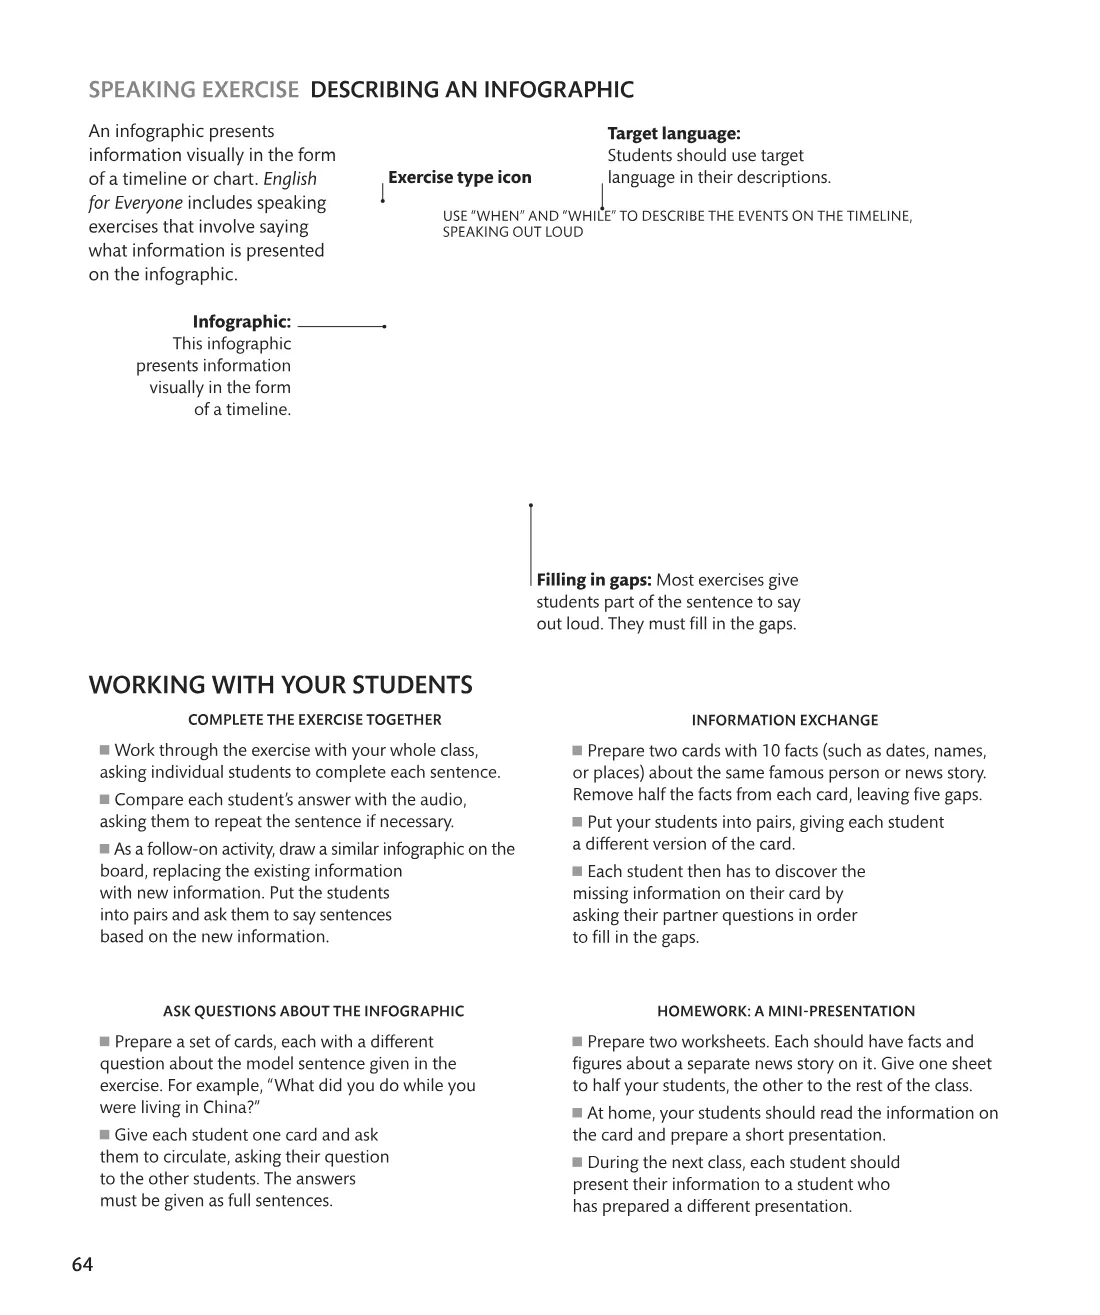 SPEAKING EXERCISE DESCRIBING AN INFOGRAPHIC
An infographic presents
information visually in the form
of a timeline or chart. English
for Everyone includes speaking
exercises that involve saying
what information is presented
on the infographic.
Exercise type icon
Target language:
Students should use target
language in their descriptions.
USE “WHEN” AND “WHILE” TO DESCRIBE THE EVENTS ON THE TIMELINE,
SPEAKING OUT LOUD
Infographic:
This infographic
presents information
visually in the form
of a timeline.
Filling in gaps: Most exercises give
students part of the sentence to say
out loud. They must fill in the gaps.
WORKING WITH YOUR STUDENTS
COMPLETE THE EXERCISE TOGETHER
■ Work through the exercise with your whole class,
asking individual students to complete each sentence.
■ Compare each student’s answer with the audio,
asking them to repeat the sentence if necessary.
■ As a follow-on activity, draw a similar infographic on the
board, replacing the existing information
with new information. Put the students
into pairs and ask them to say sentences
based on the new information.
INFORMATION EXCHANGE
■ Prepare two cards with 10 facts (such as dates, names,
or places) about the same famous person or news story.
Remove half the facts from each card, leaving five gaps.
■ Put your students into pairs, giving each student
a different version of the card.
■ Each student then has to discover the
missing information on their card by
asking their partner questions in order
to fill in the gaps.
ASK QUESTIONS ABOUT THE INFOGRAPHIC
■ Prepare a set of cards, each with a different
question about the model sentence given in the
exercise. For example, “What did you do while you
were living in China?”
■ Give each student one card and ask
them to circulate, asking their question
to the other students. The answers
must be given as full sentences.
HOMEWORK: A MINI-PRESENTATION
■ Prepare two worksheets. Each should have facts and
figures about a separate news story on it. Give one sheet
to half your students, the other to the rest of the class.
■ At home, your students should read the information on
the card and prepare a short presentation.
■ During the next class, each student should
present their information to a student who
has prepared a different presentation.
64